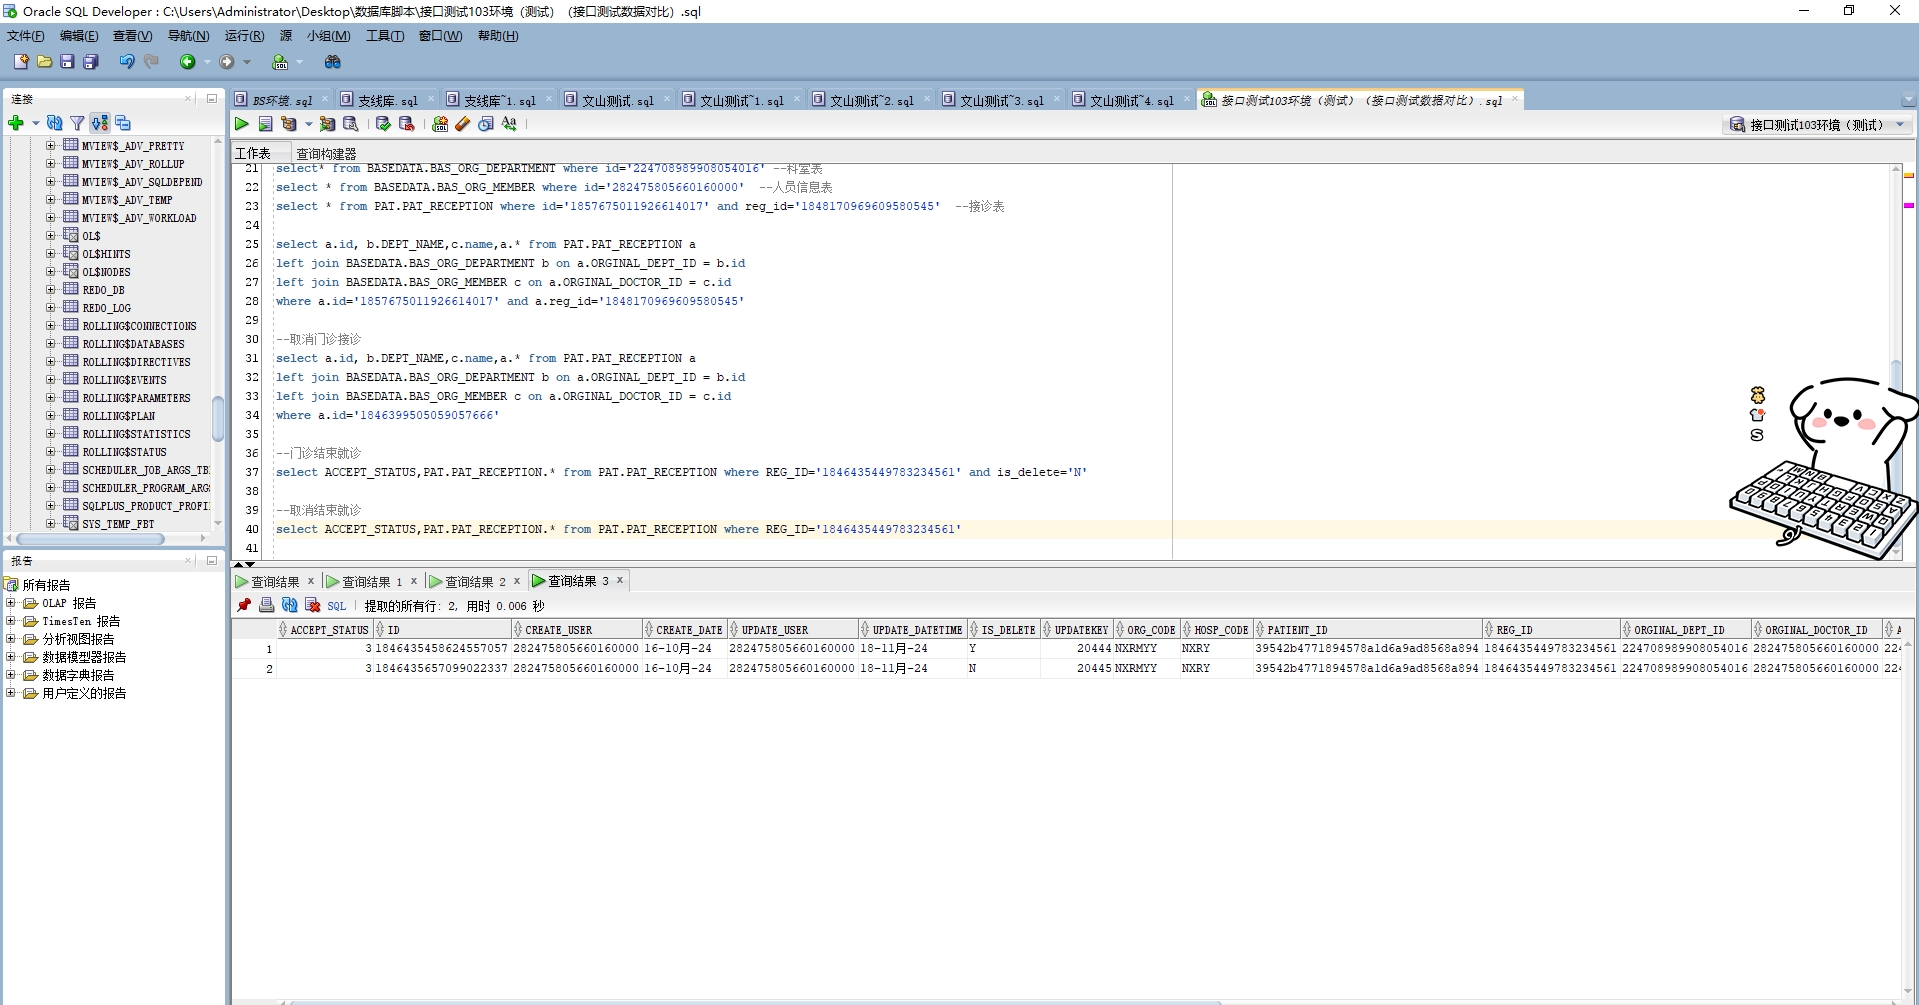 Oracle SQL Developer : C:\Users\Administrator\Desktop\数据库脚本\接口测试103环境（测试）（接口测试数据对比）.sql
文件(F) 编辑(E) 查看(V) 导航(N) 运行(R) 源 小组(M) 工具(T) 窗口(W) 帮助(H)
连接
BS环境.sql 支线库.sql 支线库~1.sql 文山测试.sql 文山测试~1.sql 文山测试~2.sql 文山测试~3.sql 文山测试~4.sql 接口测试103环境（测试）（接口测试数据对比）.sql
接口测试103环境（测试）
MVIEW$_ADV_PRETTY
MVIEW$_ADV_ROLLUP
MVIEW$_ADV_SQLDEPEND
MVIEW$_ADV_TEMP
MVIEW$_ADV_WORKLOAD
OL$
OL$HINTS
OL$NODES
REDO_DB
REDO_LOG
ROLLING$CONNECTIONS
ROLLING$DATABASES
ROLLING$DIRECTIVES
ROLLING$EVENTS
ROLLING$PARAMETERS
ROLLING$PLAN
ROLLING$STATISTICS
ROLLING$STATUS
SCHEDULER_JOB_ARGS_TB
SCHEDULER_PROGRAM_ARG
SQLPLUS_PRODUCT_PROFI
SYS_TEMP_FBT
工作表 查询构建器
21 select* from BASEDATA.BAS_ORG_DEPARTMENT where id='224708989908054016' --科室表
22 select * from BASEDATA.BAS_ORG_MEMBER where id='282475805660160000' --人员信息表
23 select * from PAT.PAT_RECEPTION where id='1857675011926614017' and reg_id='1848170969609580545' --接诊表
24
25 select a.id, b.DEPT_NAME,c.name,a.* from PAT.PAT_RECEPTION a
26 left join BASEDATA.BAS_ORG_DEPARTMENT b on a.ORGINAL_DEPT_ID = b.id
27 left join BASEDATA.BAS_ORG_MEMBER c on a.ORGINAL_DOCTOR_ID = c.id
28 where a.id='1857675011926614017' and a.reg_id='1848170969609580545'
29
30 --取消门诊接诊
31 select a.id, b.DEPT_NAME,c.name,a.* from PAT.PAT_RECEPTION a
32 left join BASEDATA.BAS_ORG_DEPARTMENT b on a.ORGINAL_DEPT_ID = b.id
33 left join BASEDATA.BAS_ORG_MEMBER c on a.ORGINAL_DOCTOR_ID = c.id
34 where a.id='1846399505059057666'
35
36 --门诊结束就诊
37 select ACCEPT_STATUS,PAT.PAT_RECEPTION.* from PAT.PAT_RECEPTION where REG_ID='1846435449783234561' and is_delete='N'
38
39 --取消结束就诊
40 select ACCEPT_STATUS,PAT.PAT_RECEPTION.* from PAT.PAT_RECEPTION where REG_ID='1846435449783234561'
41
报告
所有报告
OLAP 报告
TimesTen 报告
分析视图报告
数据模型器报告
数据字典报告
用户定义的报告
查询结果 x 查询结果 1 x 查询结果 2 x 查询结果 3 x
SQL | 提取的所有行: 2, 用时 0.006 秒
ACCEPT_STATUS ID CREATE_USER CREATE_DATE UPDATE_USER UPDATE_DATETIME IS_DELETE UPDATEKEY ORG_CODE HOSP_CODE PATIENT_ID REG_ID ORGINAL_DEPT_ID ORGINAL_DOCTOR_ID A
1 3 1846435458624557057 282475805660160000 16-10月-24 282475805660160000 18-11月-24 Y 20444 NXRMYY NXRY 39542b4771894578a1d6a9ad8568a894 1846435449783234561 224708989908054016 282475805660160000 224
2 3 1846435657099022337 282475805660160000 16-10月-24 282475805660160000 18-11月-24 N 20445 NXRMYY NXRY 39542b4771894578a1d6a9ad8568a894 1846435449783234561 224708989908054016 282475805660160000 224